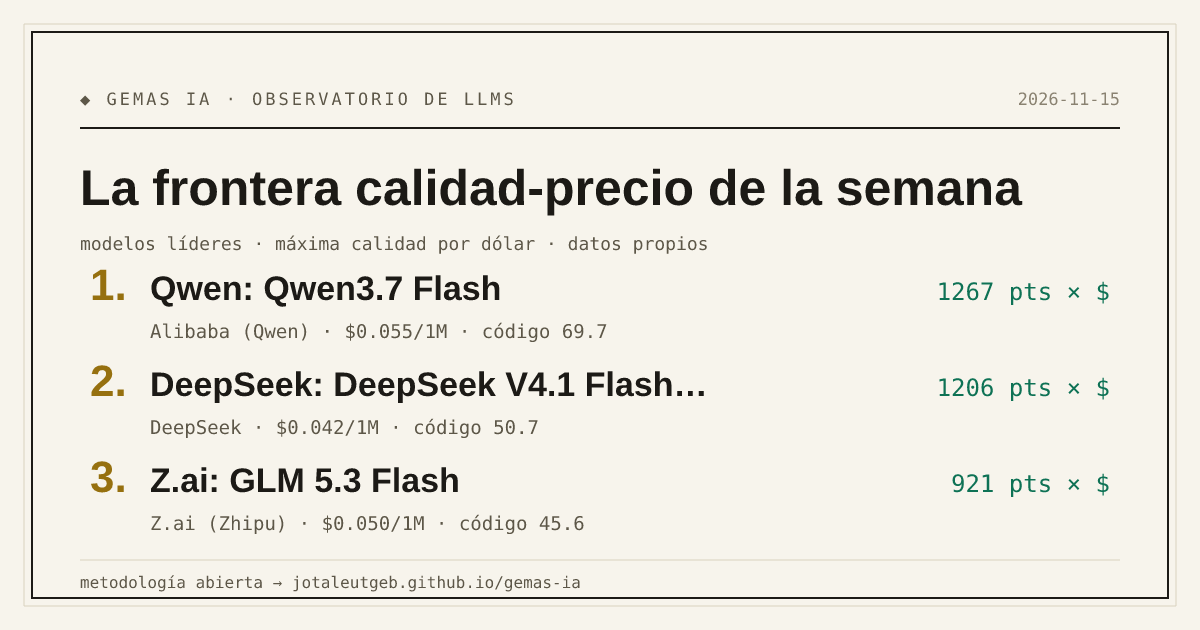 ◆ GEMAS IA · OBSERVATORIO DE LLMS
2026-11-15
La frontera calidad-precio de la semana
modelos líderes · máxima calidad por dólar · datos propios
1. Qwen: Qwen3.7 Flash 1267 pts × $
Alibaba (Qwen) · $0.055/1M · código 69.7
2. DeepSeek: DeepSeek V4.1 Flash… 1206 pts × $
DeepSeek · $0.042/1M · código 50.7
3. Z.ai: GLM 5.3 Flash 921 pts × $
Z.ai (Zhipu) · $0.050/1M · código 45.6
metodología abierta → jotaleutgeb.github.io/gemas-ia